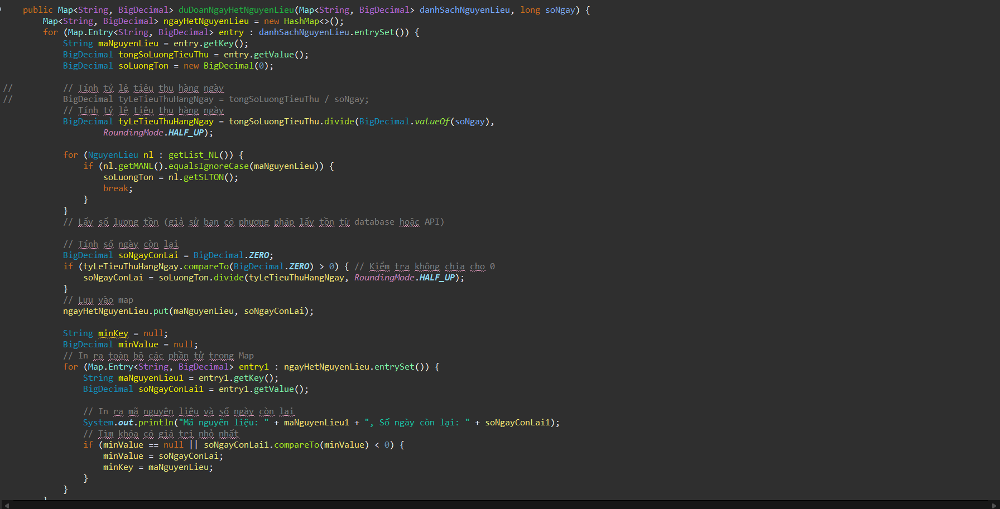 public Map<String, BigDecimal> duDoanNgayHetNguyenLieu(Map<String, BigDecimal> danhSachNguyenLieu, long soNgay) {
Map<String, BigDecimal> ngayHetNguyenLieu = new HashMap<>();
for (Map.Entry<String, BigDecimal> entry : danhSachNguyenLieu.entrySet()) {
String maNguyenLieu = entry.getKey();
BigDecimal tongSoLuongTieuThu = entry.getValue();
BigDecimal soLuongTon = new BigDecimal(0);
// // Tính tỷ lệ tiêu thụ hàng ngày
// BigDecimal tyLeTieuThuHangNgay = tongSoLuongTieuThu / soNgay;
// Tính tỷ lệ tiêu thụ hàng ngày
BigDecimal tyLeTieuThuHangNgay = tongSoLuongTieuThu.divide(BigDecimal.valueOf(soNgay),
RoundingMode.HALF_UP);
for (NguyenLieu nl : getList_NL()) {
if (nl.getMANL().equalsIgnoreCase(maNguyenLieu)) {
soLuongTon = nl.getSLTON();
break;
}
}
// Lấy số lượng tồn (giả sử bạn có phương pháp lấy tồn từ database hoặc API)
// Tính số ngày còn lại
BigDecimal soNgayConLai = BigDecimal.ZERO;
if (tyLeTieuThuHangNgay.compareTo(BigDecimal.ZERO) > 0) { // Kiểm tra không chia cho 0
soNgayConLai = soLuongTon.divide(tyLeTieuThuHangNgay, RoundingMode.HALF_UP);
}
// Lưu vào map
ngayHetNguyenLieu.put(maNguyenLieu, soNgayConLai);
String minKey = null;
BigDecimal minValue = null;
// In ra toàn bộ các phần tử trong Map
for (Map.Entry<String, BigDecimal> entry1 : ngayHetNguyenLieu.entrySet()) {
String maNguyenLieu1 = entry1.getKey();
BigDecimal soNgayConLai1 = entry1.getValue();
// In ra mã nguyên liệu và số ngày còn lại
System.out.println("Mã nguyên liệu: " + maNguyenLieu1 + ", Số ngày còn lại: " + soNgayConLai1);
// Tìm khóa có giá trị nhỏ nhất
if (minValue == null || soNgayConLai1.compareTo(minValue) < 0) {
minValue = soNgayConLai;
minKey = maNguyenLieu;
}
}